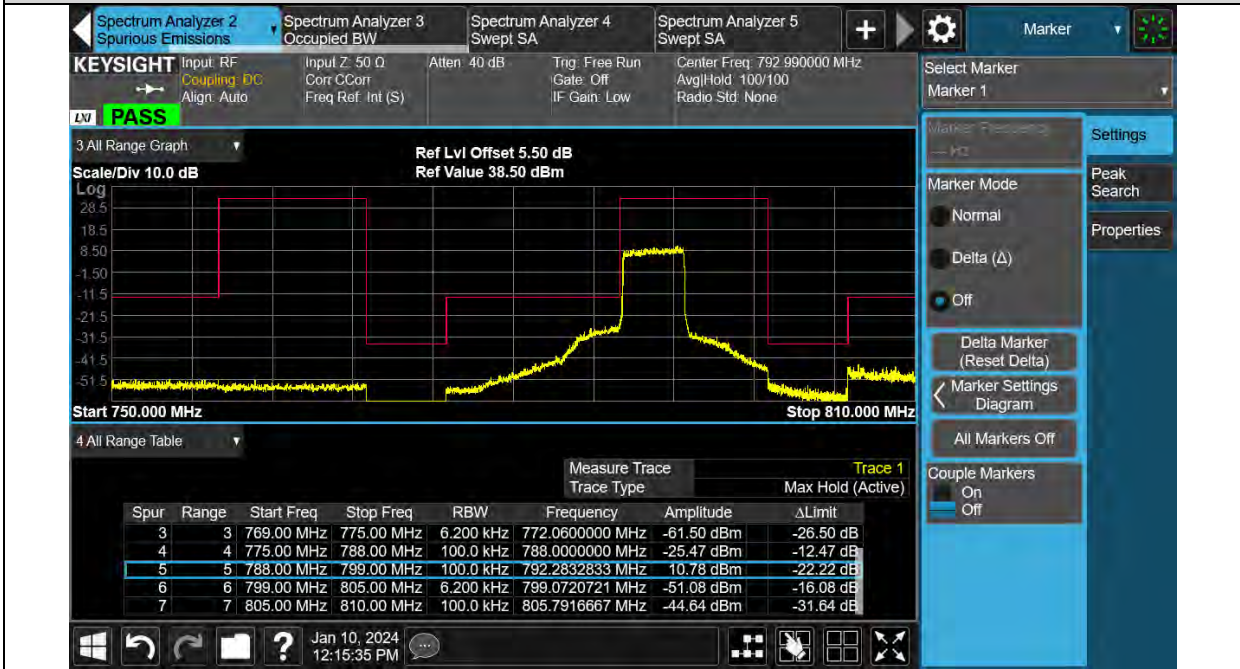 Spectrum Analyzer 2
Spurious Emissions
Spectrum Analyzer 3
Occupied BW
Spectrum Analyzer 4
Swept SA
Spectrum Analyzer 5
Swept SA
+
Marker
KEYSIGHT
Input: RF
Coupling: DC
Align: Auto
Input Z: 50 Ω
Corr CCorr
Freq Ref: Int (S)
Atten: 40 dB
Trig: Free Run
Gate: Off
IF Gain: Low
Center Freq: 792.990000 MHz
Avg|Hold: 100/100
Radio Std: None
LXI PASS
Select Marker
Marker 1
3 All Range Graph
Scale/Div 10.0 dB
Ref Lvl Offset 5.50 dB
Ref Value 38.50 dBm
Log
28.5
18.5
8.50
-1.50
-11.5
-21.5
-31.5
-41.5
-51.5
Start 750.000 MHz
Stop 810.000 MHz
Marker Frequency
--- Hz
Settings
Peak Search
Properties
Marker Mode
Normal
Delta (Δ)
Off
Delta Marker
(Reset Delta)
Marker Settings
Diagram
All Markers Off
Couple Markers
On
Off
4 All Range Table
Measure Trace Trace 1
Trace Type Max Hold (Active)
Spur Range Start Freq Stop Freq RBW Frequency Amplitude ΔLimit
3 3 769.00 MHz 775.00 MHz 6.200 kHz 772.0600000 MHz -61.50 dBm -26.50 dB
4 4 775.00 MHz 788.00 MHz 100.0 kHz 788.0000000 MHz -25.47 dBm -12.47 dB
5 5 788.00 MHz 799.00 MHz 100.0 kHz 792.2832833 MHz 10.78 dBm -22.22 dB
6 6 799.00 MHz 805.00 MHz 6.200 kHz 799.0720721 MHz -51.08 dBm -16.08 dB
7 7 805.00 MHz 810.00 MHz 100.0 kHz 805.7916667 MHz -44.64 dBm -31.64 dB
?
Jan 10, 2024
12:15:35 PM